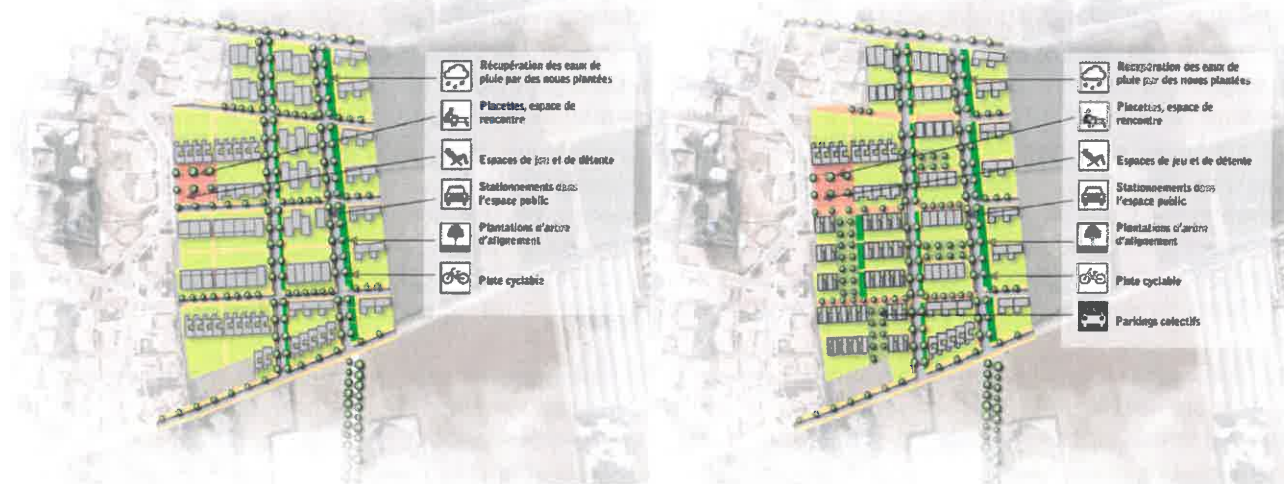 Récupération des eaux de
pluie par des noues plantées
Placettes, espace de
rencontre
Espaces de jeu et de détente
Stationnements dans
l'espace public
Plantations d'arbre
d'alignement
Piste cyclable
Récupération des eaux de
pluie par des noues plantées
Placettes, espace de
rencontre
Espaces de jeu et de détente
Stationnements dans
l'espace public
Plantations d'arbre
d'alignement
Piste cyclable
Parkings colectifs